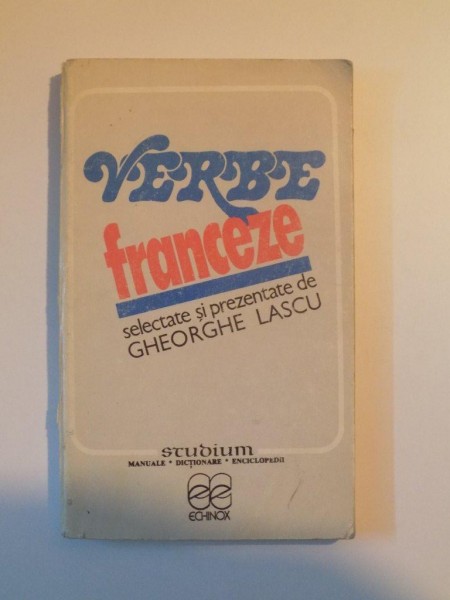 VERBE
franceze
selectate și prezentate de
GHEORGHE LASCU
studium
MANUALE • DICȚIONARE • ENCICLOPEDII
ECHINOX